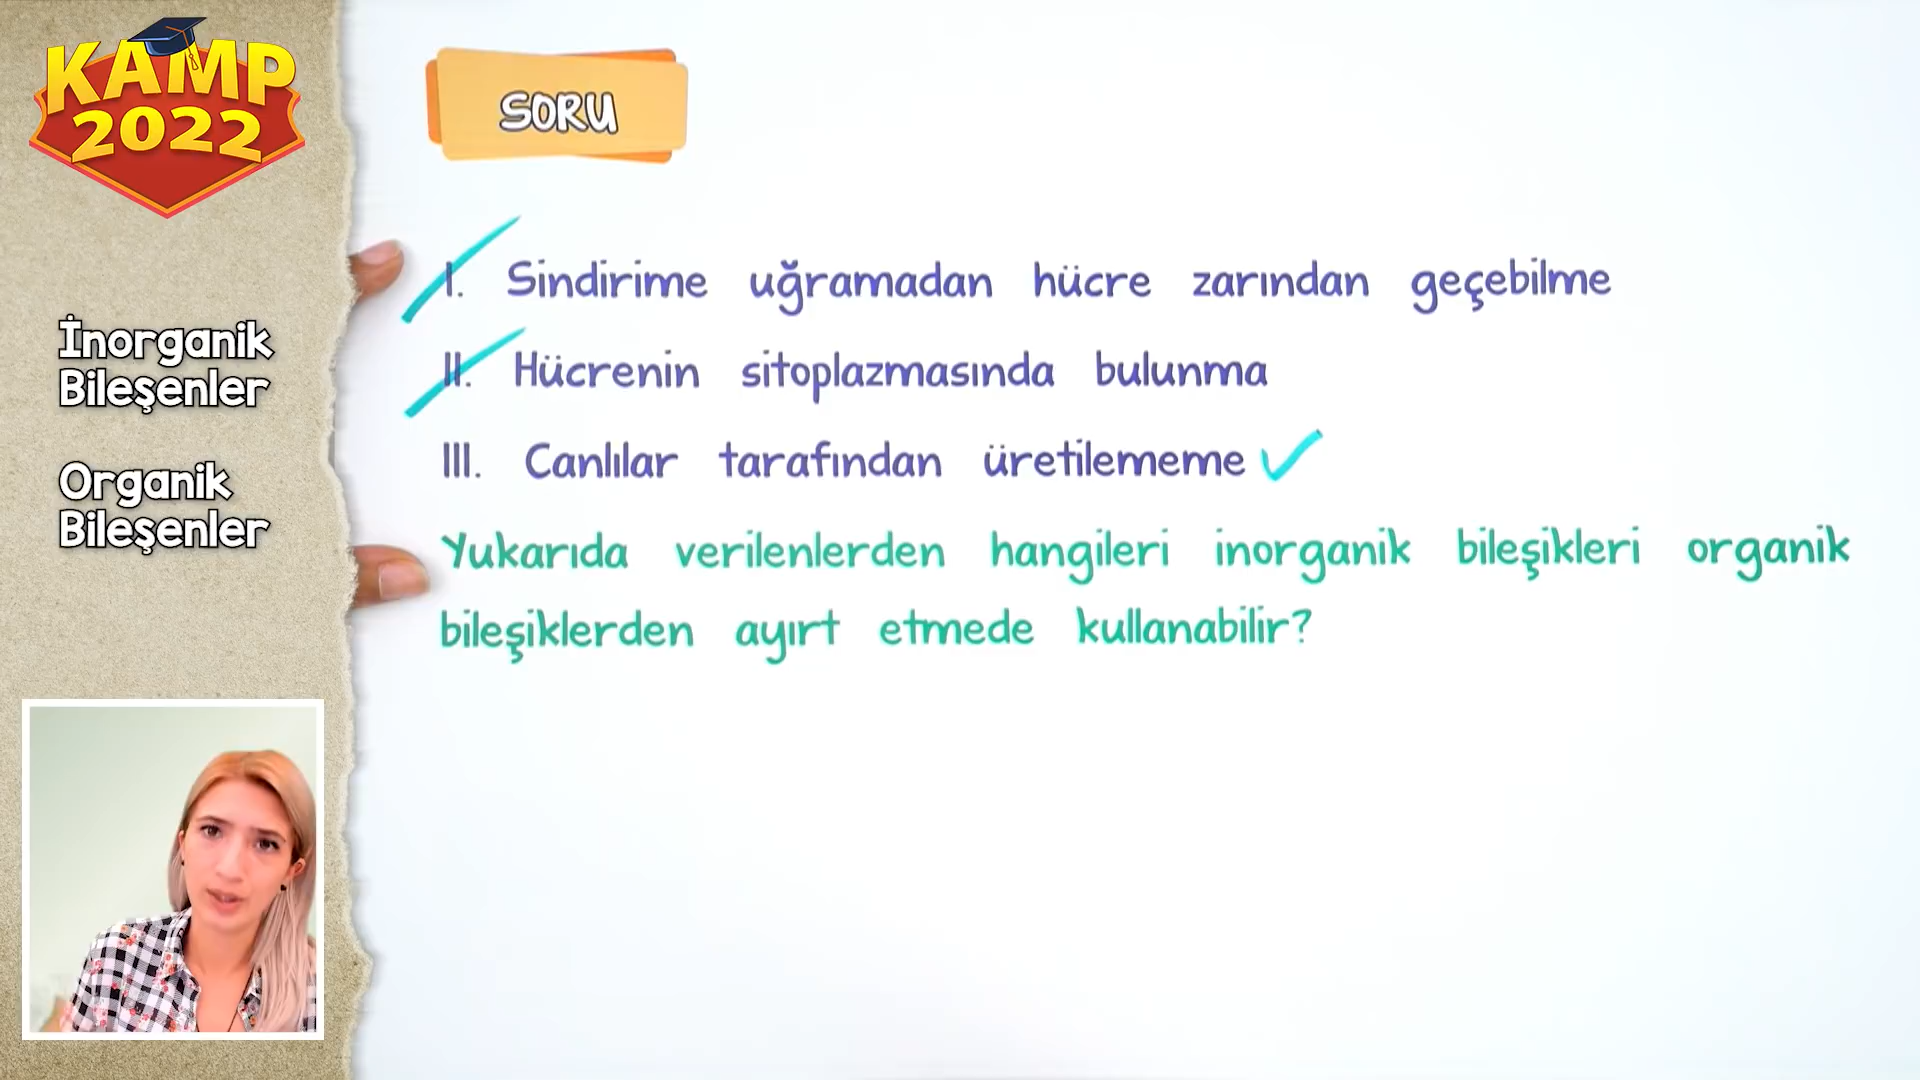 KAMP
2022
İnorganik
Bileşenler
Organik
Bileşenler
SORU
I. Sindirime uğramadan hücre zarından geçebilme
II. Hücrenin sitoplazmasında bulunma
III. Canlılar tarafından üretilememe
Yukarıda verilenlerden hangileri inorganik bileşikleri organik
bileşiklerden ayırt etmede kullanabilir?